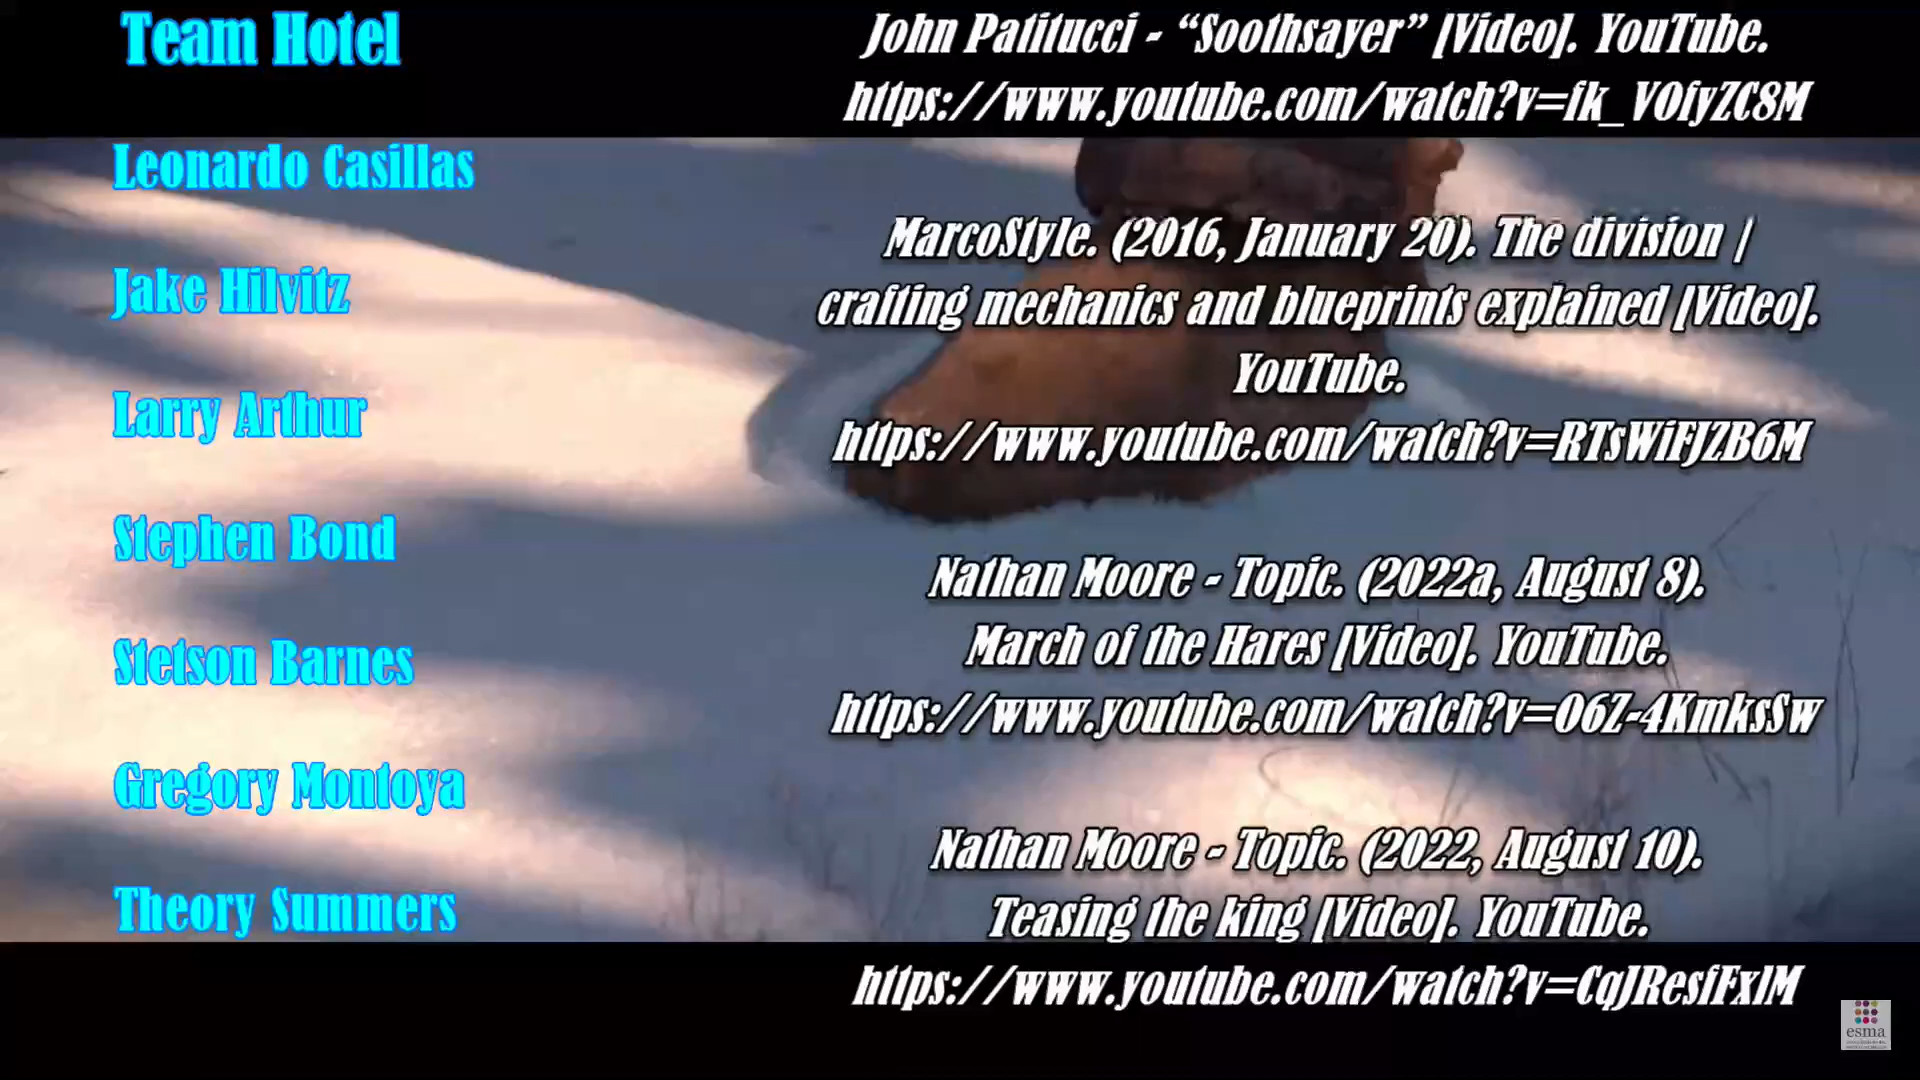 Team Hotel
Leonardo Casillas
Jake Hilvitz
Larry Arthur
Stephen Bond
Stetson Barnes
Gregory Montoya
Theory Summers
John Patitucci - “Soothsayer” [Video]. YouTube.
https://www.youtube.com/watch?v=fk_VOfyZC8M
MarcoStyle. (2016, January 20). The division |
crafting mechanics and blueprints explained [Video].
YouTube.
https://www.youtube.com/watch?v=RTsWiFJZB6M
Nathan Moore - Topic. (2022a, August 8).
March of the Hares [Video]. YouTube.
https://www.youtube.com/watch?v=O6Z-4KmksSw
Nathan Moore - Topic. (2022, August 10).
Teasing the king [Video]. YouTube.
https://www.youtube.com/watch?v=CqJResfFxlM
esma